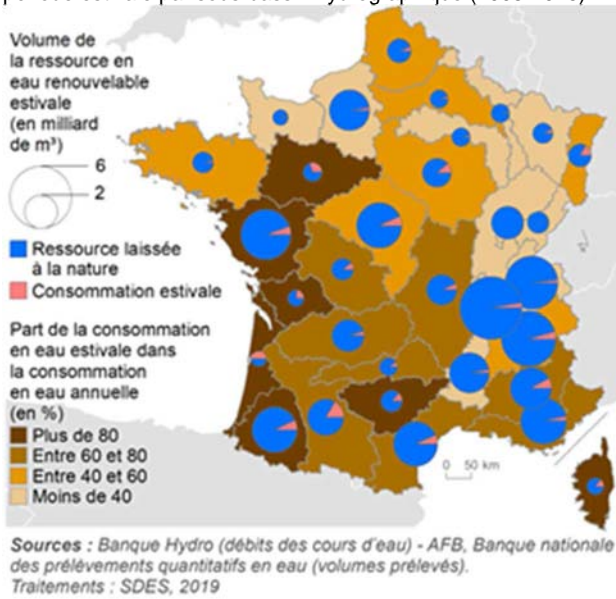 Volume de
la ressource en
eau renouvelable
estivale
(en milliard
de m³)
6
2
Ressource laissée
à la nature
Consommation estivale
Part de la consommation
en eau estivale dans
la consommation
en eau annuelle
(en %)
Plus de 80
Entre 60 et 80
Entre 40 et 60
Moins de 40
0 50 km
Sources : Banque Hydro (débits des cours d'eau) - AFB, Banque nationale
des prélèvements quantitatifs en eau (volumes prélevés).
Traitements : SDES, 2019